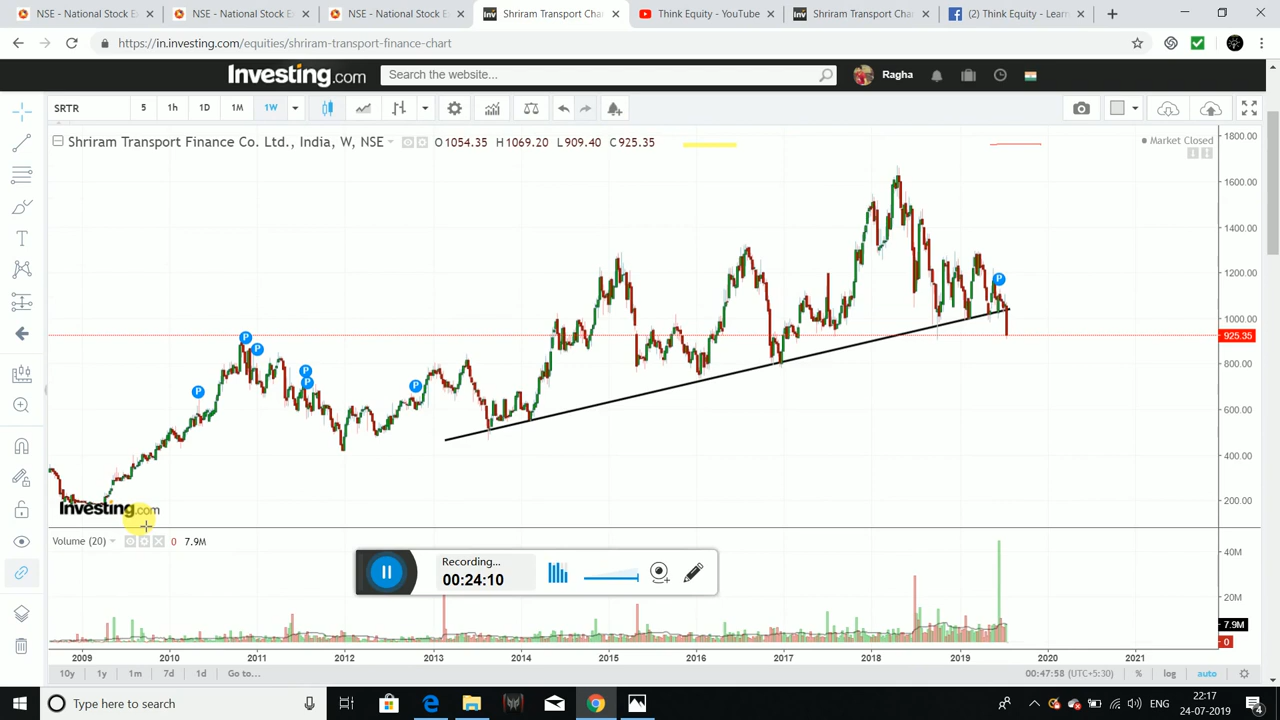 NSE - National Stock E
NSE - National Stock E
NSE - National Stock E
Shriram Transport Cha
Think Equity - YouTube
Shriram Transport Cha
(2) Think Equity - Lear
https://in.investing.com/equities/shriram-transport-finance-chart
Investing.com
Search the website...
Ragha
SRTR
5
1h
1D
1M
1W
Shriram Transport Finance Co. Ltd., India, W, NSE
O1054.35 H1069.20 L909.40 C925.35
Market Closed
1800.00
1600.00
1400.00
1200.00
1000.00
925.35
800.00
600.00
400.00
200.00
P
P
P
P
P
P
P
Investing.com
Volume (20)
0
7.9M
40M
20M
7.9M
0
Recording...
00:24:10
2009
2010
2011
2012
2013
2014
2015
2016
2017
2018
2019
2020
2021
10y
1y
1m
7d
1d
Go to...
00:47:58 (UTC+5:30)
%
log
auto
Type here to search
22:17
24-07-2019
4